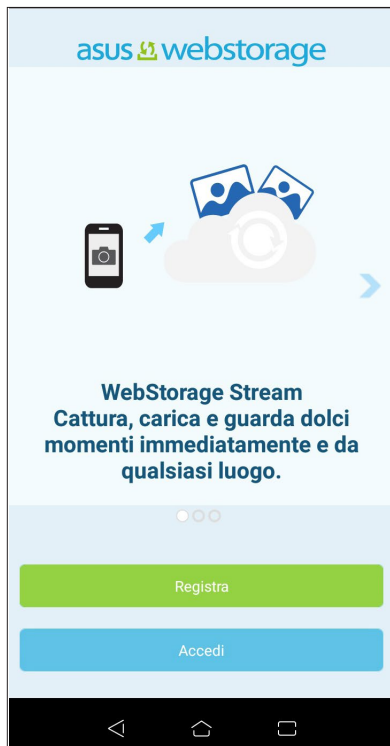 asus webstorage
WebStorage Stream
Cattura, carica e guarda dolci
momenti immediatamente e da
qualsiasi luogo.
Registra
Accedi